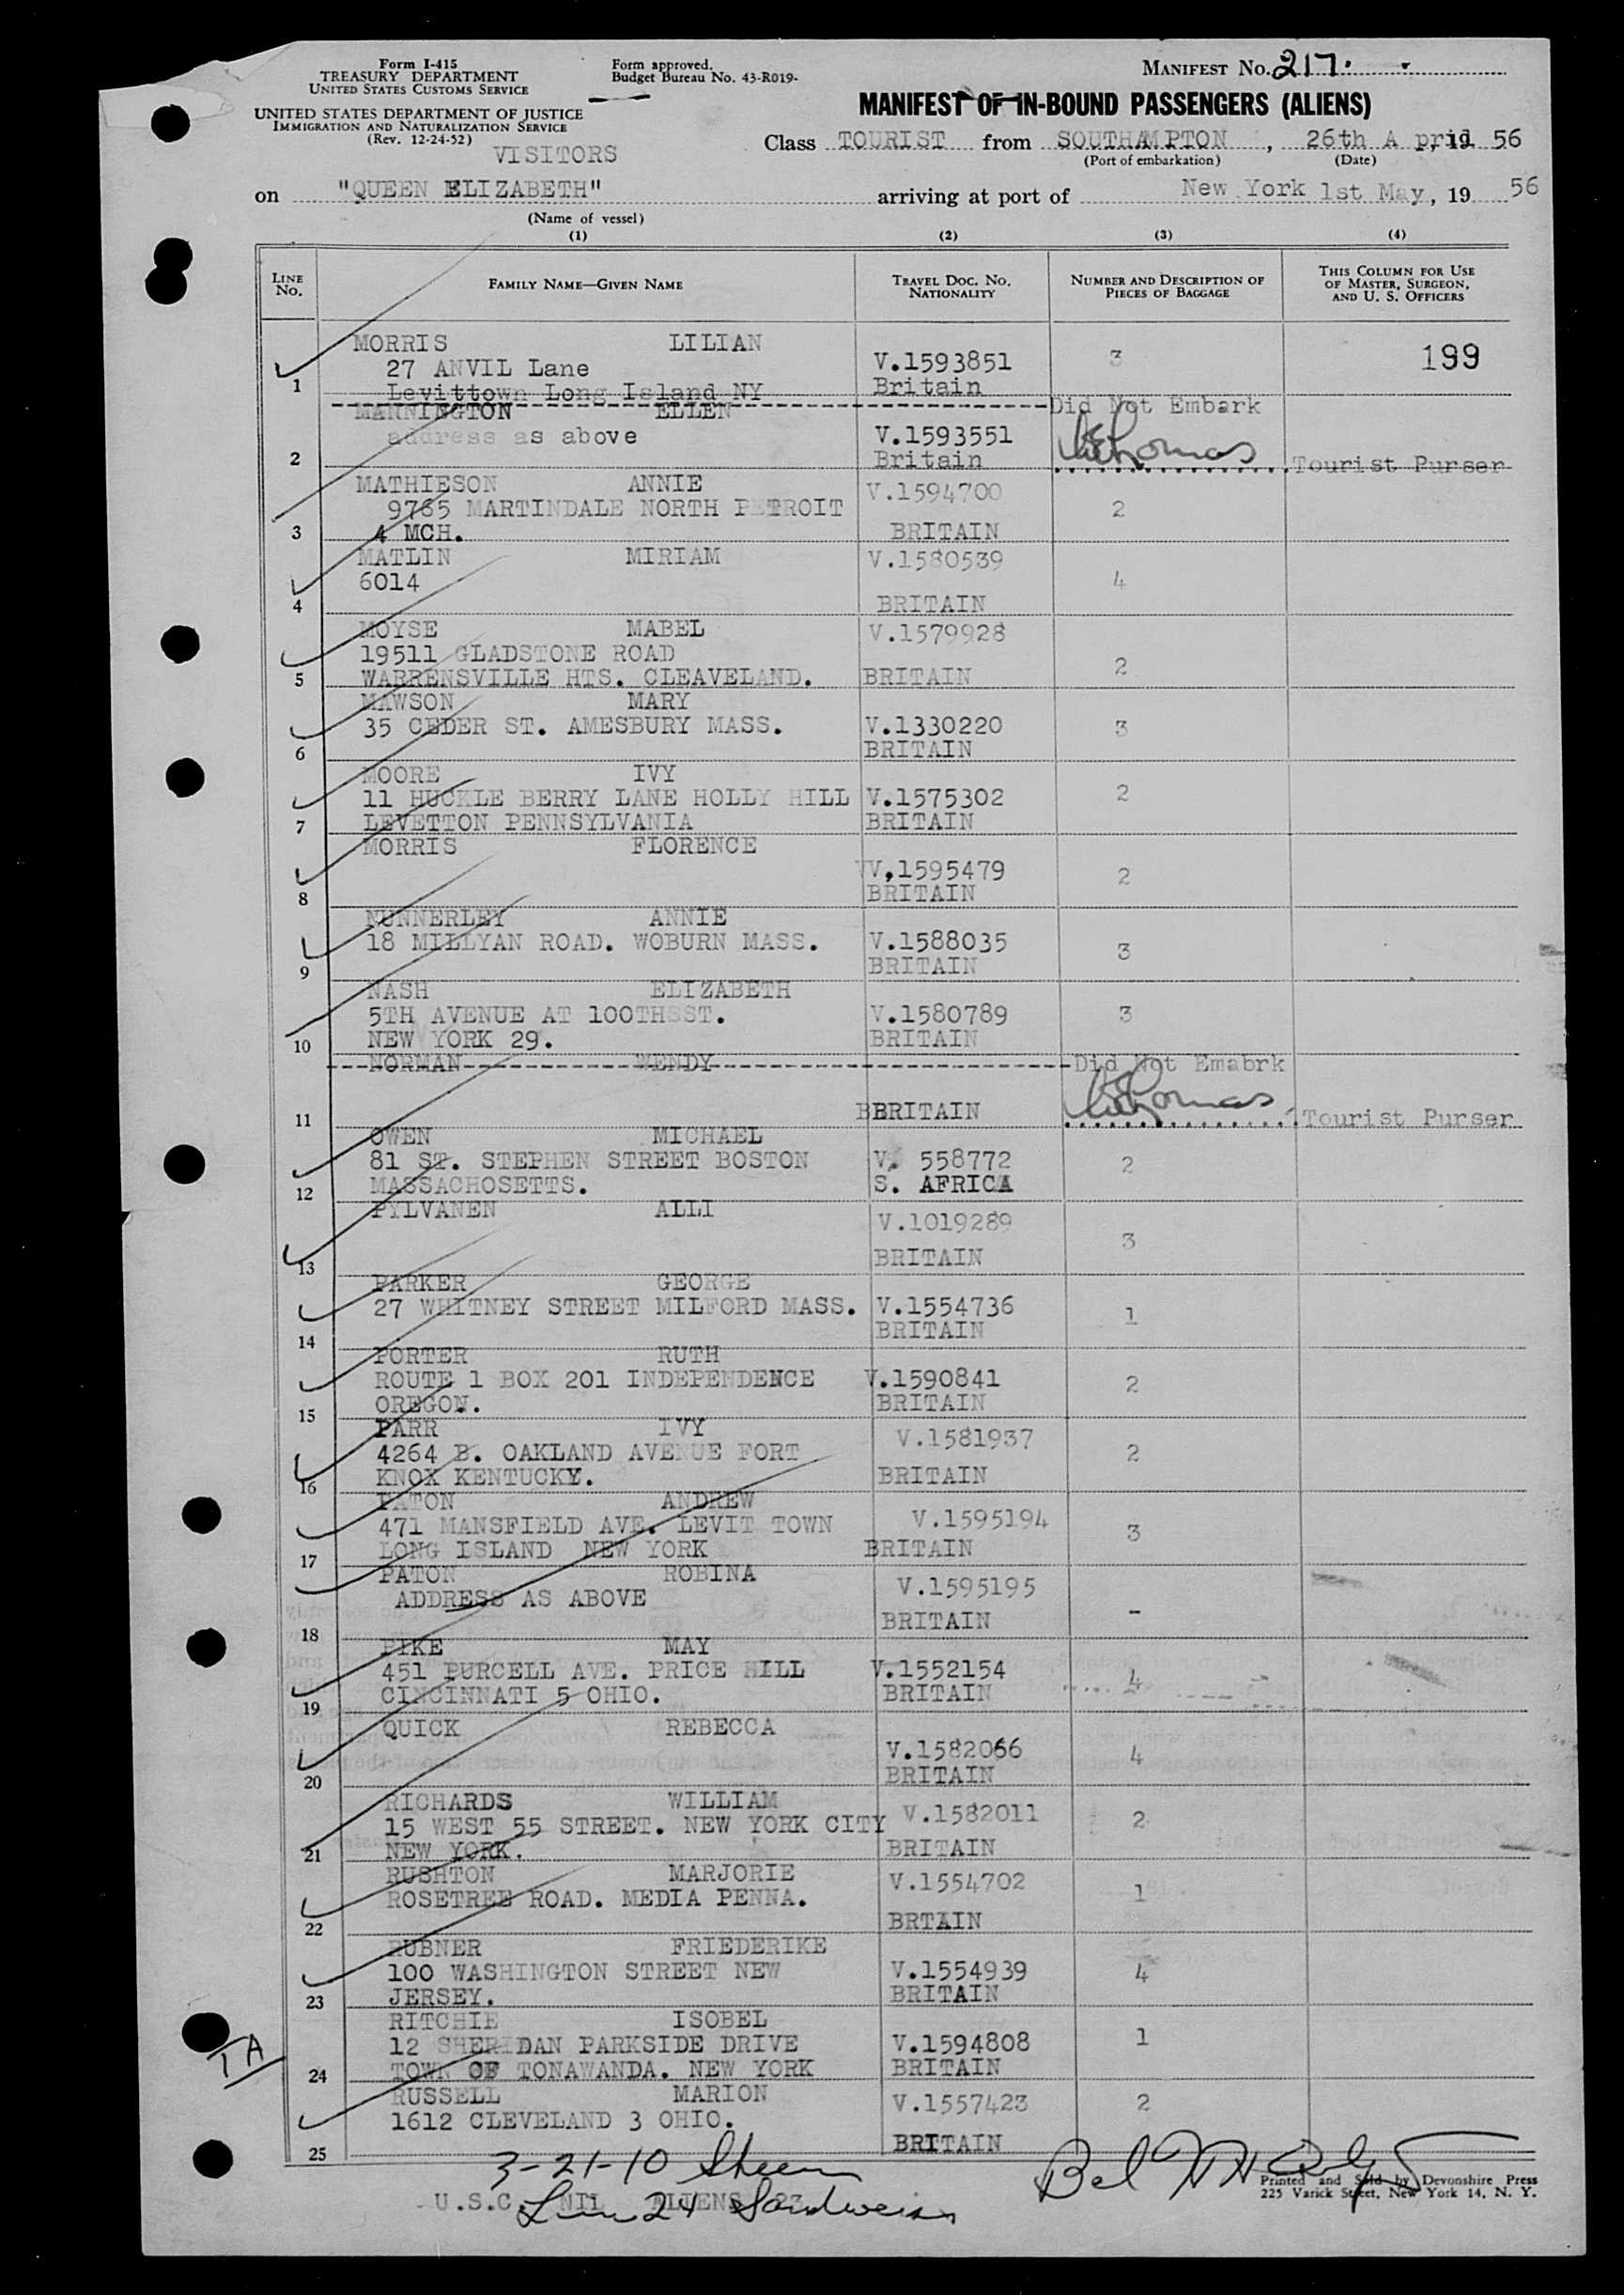 Form I-415
TREASURY DEPARTMENT
UNITED STATES CUSTOMS SERVICE
UNITED STATES DEPARTMENT OF JUSTICE
IMMIGRATION AND NATURALIZATION SERVICE
(Rev. 12-24-52)
VISITORS
Form approved.
Budget Bureau No. 43-R019-
MANIFEST No. 217.
MANIFEST OF IN-BOUND PASSENGERS (ALIENS)
Class TOURIST from SOUTHAMPTON, 26th A pril, 19 56
(Port of embarkation) (Date)
on "QUEEN ELIZABETH" arriving at port of New York 1st May, 19 56
(Name of vessel)
(1) (2) (3) (4)
LINE No. FAMILY NAME—GIVEN NAME TRAVEL DOC. No. NATIONALITY NUMBER AND DESCRIPTION OF PIECES OF BAGGAGE THIS COLUMN FOR USE OF MASTER, SURGEON, AND U. S. OFFICERS
MORRIS LILIAN
27 ANVIL Lane V.1593851 3 199
1 Levittown Long Island NY Britain
MANNINGTON ELLEN Did Not Embark
address as above V.1593551
2 Britain Tourist Purser
MATHIESON ANNIE V.1594700
9765 MARTINDALE NORTH DETROIT 2
3 4 MCH. BRITAIN
MATLIN MIRIAM V.1580539
6014 4
4 BRITAIN
MOYSE MABEL V.1579928
19511 GLADSTONE ROAD
5 WARRENSVILLE HTS. CLEAVELAND. BRITAIN 2
MAWSON MARY
35 CEDER ST. AMESBURY MASS. V.1330220 3
6 BRITAIN
MOORE IVY
11 HUCKLE BERRY LANE HOLLY HILL V.1575302 2
7 LEVETTON PENNSYLVANIA BRITAIN
MORRIS FLORENCE
V.1595479 2
8 BRITAIN
NUNNERLEY ANNIE
18 MILLYAN ROAD. WOBURN MASS. V.1588035 3
9 BRITAIN
NASH ELIZABETH
5TH AVENUE AT 100THSST. V.1580789 3
10 NEW YORK 29. BRITAIN
NORMAN WENDY Did Not Emabrk
11 BBRITAIN Tourist Purser
OWEN MICHAEL
81 ST. STEPHEN STREET BOSTON V. 558772 2
12 MASSACHOSETTS. S. AFRICA
PYLVANEN ALLI V.1019289
3
13 BRITAIN
PARKER GEORGE
27 WHITNEY STREET MILFORD MASS. V.1554736 1
14 BRITAIN
PORTER RUTH
ROUTE 1 BOX 201 INDEPENDENCE V.1590841 2
15 OREGON. BRITAIN
PARR IVY V.1581937
4264 B. OAKLAND AVENUE FORT 2
16 KNOX KENTUCKY. BRITAIN
PATON ANDREW
471 MANSFIELD AVE. LEVIT TOWN V.1595194 3
17 LONG ISLAND NEW YORK BRITAIN
PATON ROBINA V.1595195
ADDRESS AS ABOVE -
18 BRITAIN
PIKE MAY
451 PURCELL AVE. PRICE HILL V.1552154 4
19 CINCINNATI 5 OHIO. BRITAIN
QUICK REBECCA
V.1582066 4
20 BRITAIN
RICHARDS WILLIAM
15 WEST 55 STREET. NEW YORK CITY V.1582011 2
21 NEW YORK. BRITAIN
RUSHTON MARJORIE V.1554702
ROSETREE ROAD. MEDIA PENNA. 1
22 BRTAIN
RUBNER FRIEDERIKE
100 WASHINGTON STREET NEW V.1554939 4
23 JERSEY. BRITAIN
RITCHIE ISOBEL
12 SHERIDAN PARKSIDE DRIVE V.1594808 1
1A
24 TOWN OF TONAWANDA. NEW YORK BRITAIN
RUSSELL MARION V.1557423 2
1612 CLEVELAND 3 OHIO.
25 BRITAIN
3-21-10
U.S.C. NIL ALIENS 23
Line 24
Printed and Sold by Devonshire Press
225 Varick Street, New York 14, N. Y.